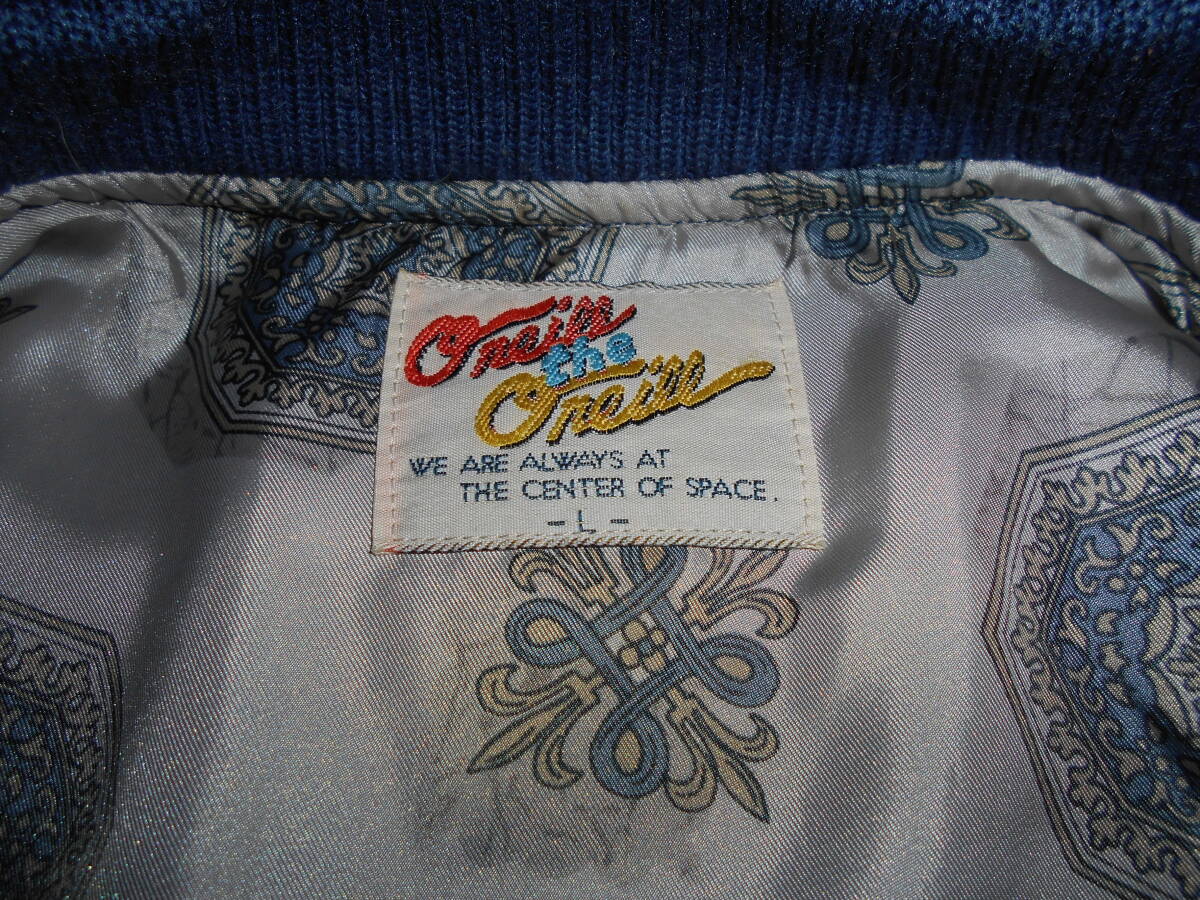 O'neill
the
O'neill
WE ARE ALWAYS AT
THE CENTER OF SPACE.
- L -